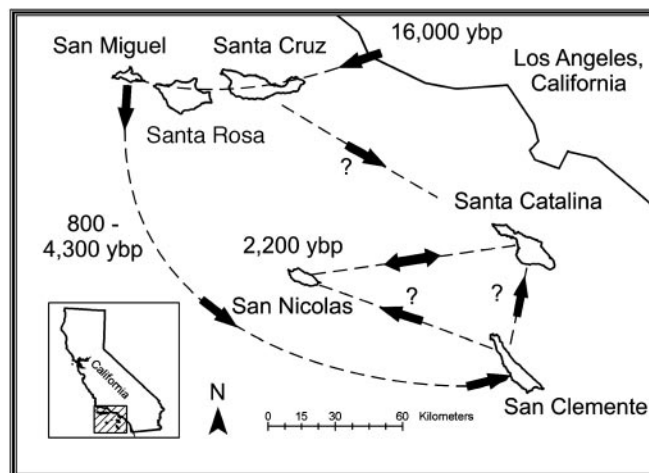 San Miguel
Santa Cruz
16,000 ybp
Los Angeles,
California
Santa Rosa
?
Santa Catalina
800 -
4,300 ybp
2,200 ybp
San Nicolas
?
?
California
N
San Clemente
0 15 30 60 Kilometers